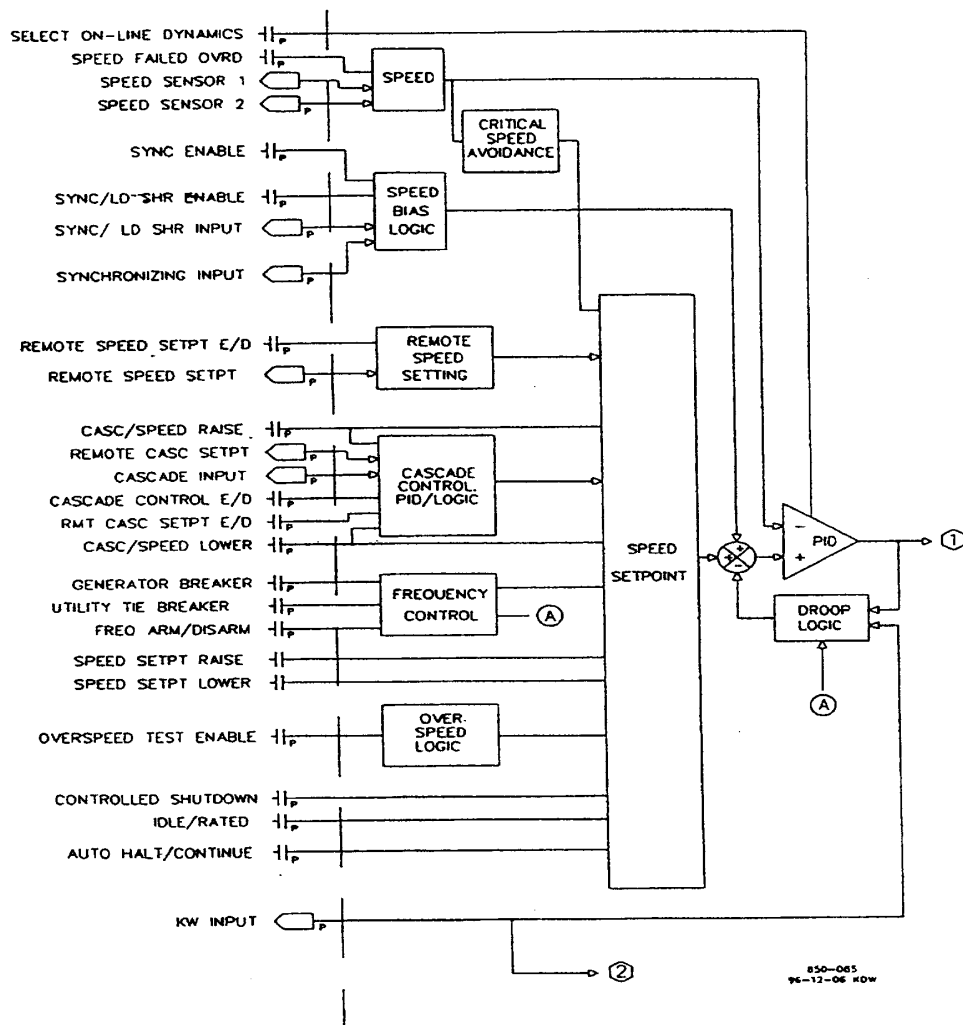 SELECT ON-LINE DYNAMICS P
SPEED FAILED OVRD P
SPEED SENSOR 1
SPEED SENSOR 2 P
SPEED
CRITICAL
SPEED
AVOIDANCE
SYNC ENABLE P
SYNC/LD SHR ENABLE P
SYNC/ LD SHR INPUT P
SYNCHRONIZING INPUT P
SPEED
BIAS
LOGIC
REMOTE SPEED SETPT E/D P
REMOTE SPEED SETPT P
REMOTE
SPEED
SETTING
CASC/SPEED RAISE P
REMOTE CASC SETPT P
CASCADE INPUT P
CASCADE CONTROL E/D P
RMT CASC SETPT E/D P
CASC/SPEED LOWER P
CASCADE
CONTROL
PID/LOGIC
GENERATOR BREAKER P
UTILITY TIE BREAKER P
FREQ ARM/DISARM P
FREQUENCY
CONTROL
A
SPEED SETPT RAISE
SPEED SETPT LOWER
SPEED
SETPOINT
+
+
-
-
+
PID
1
DROOP
LOGIC
A
OVERSPEED TEST ENABLE P
OVER-
SPEED
LOGIC
CONTROLLED SHUTDOWN P
IDLE/RATED P
AUTO HALT/CONTINUE P
KW INPUT P
2
850-085
96-12-06 KDW